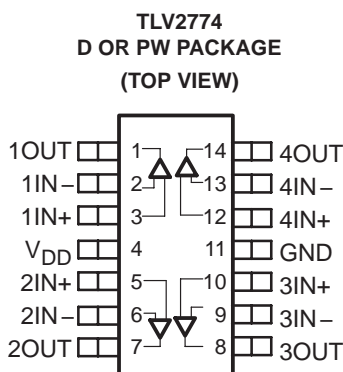 TLV2774
D OR PW PACKAGE
(TOP VIEW)
1OUT 1 14 4OUT
1IN− 2 13 4IN−
1IN+ 3 12 4IN+
VDD 4 11 GND
2IN+ 5 10 3IN+
2IN− 6 9 3IN−
2OUT 7 8 3OUT